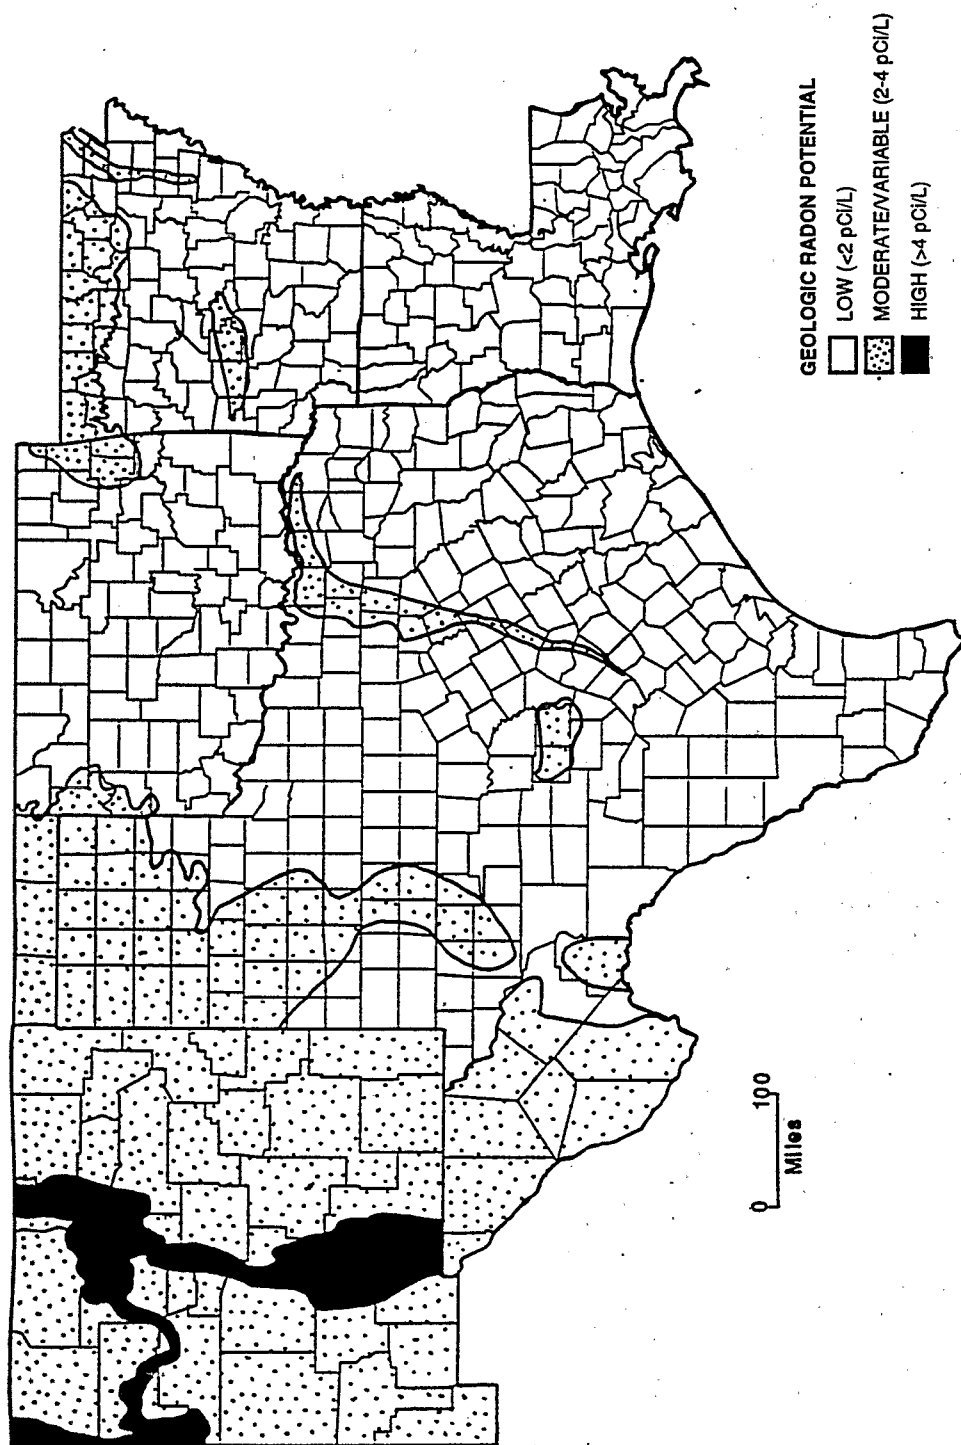 GEOLOGIC RADON POTENTIAL
LOW (<2 pCi/L)
MODERATE/VARIABLE (2-4 pCi/L)
HIGH (>4 pCi/L)
0 100
Miles